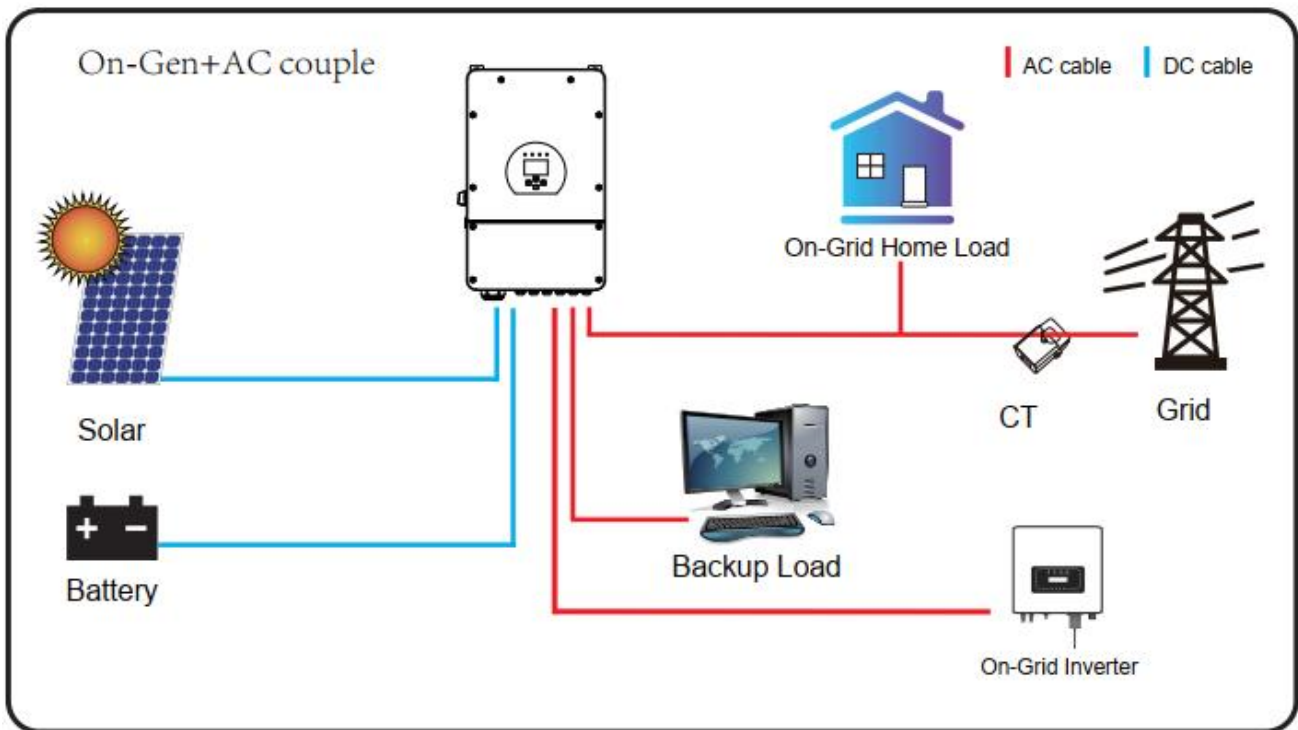 On-Gen+AC couple
AC cable
DC cable
On-Grid Home Load
Solar
CT
Grid
Battery
Backup Load
On-Grid Inverter